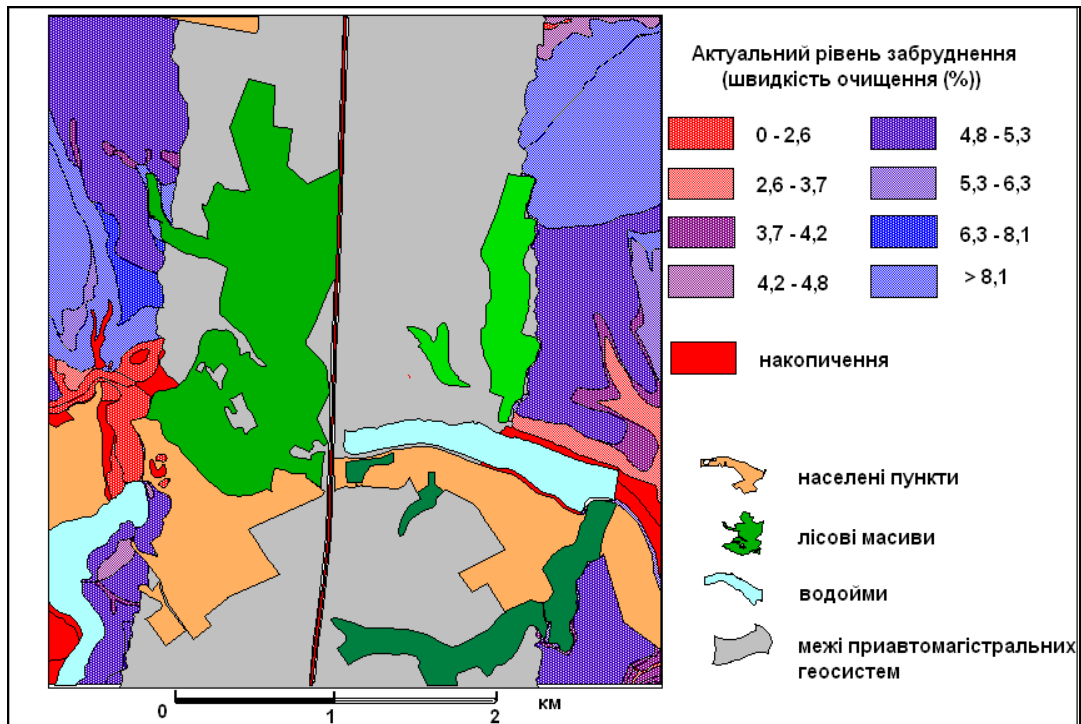 Актуальний рівень забруднення
(швидкість очищення (%))
0 - 2,6
4,8 - 5,3
2,6 - 3,7
5,3 - 6,3
3,7 - 4,2
6,3 - 8,1
4,2 - 4,8
> 8,1
накопичення
населені пункти
лісові масиви
водойми
межі приавтомагістральних
геосистем
0 1 2 км